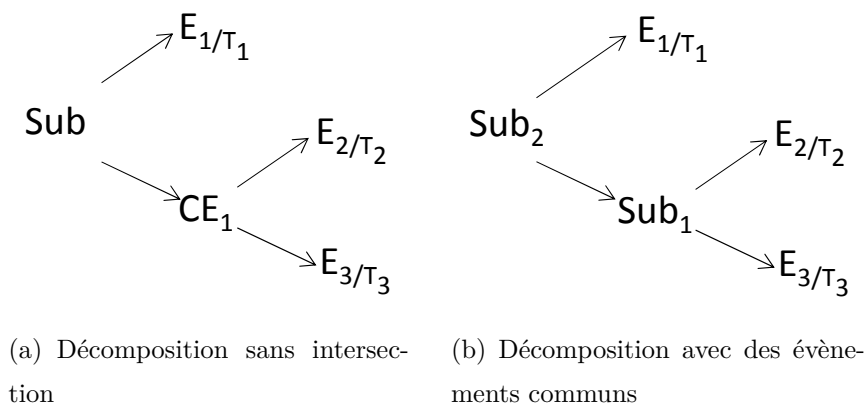 E1/T1
Sub
E2/T2
CE1
E3/T3
(a) Décomposition sans intersec-
tion
E1/T1
Sub2
E2/T2
Sub1
E3/T3
(b) Décomposition avec des évène-
ments communs